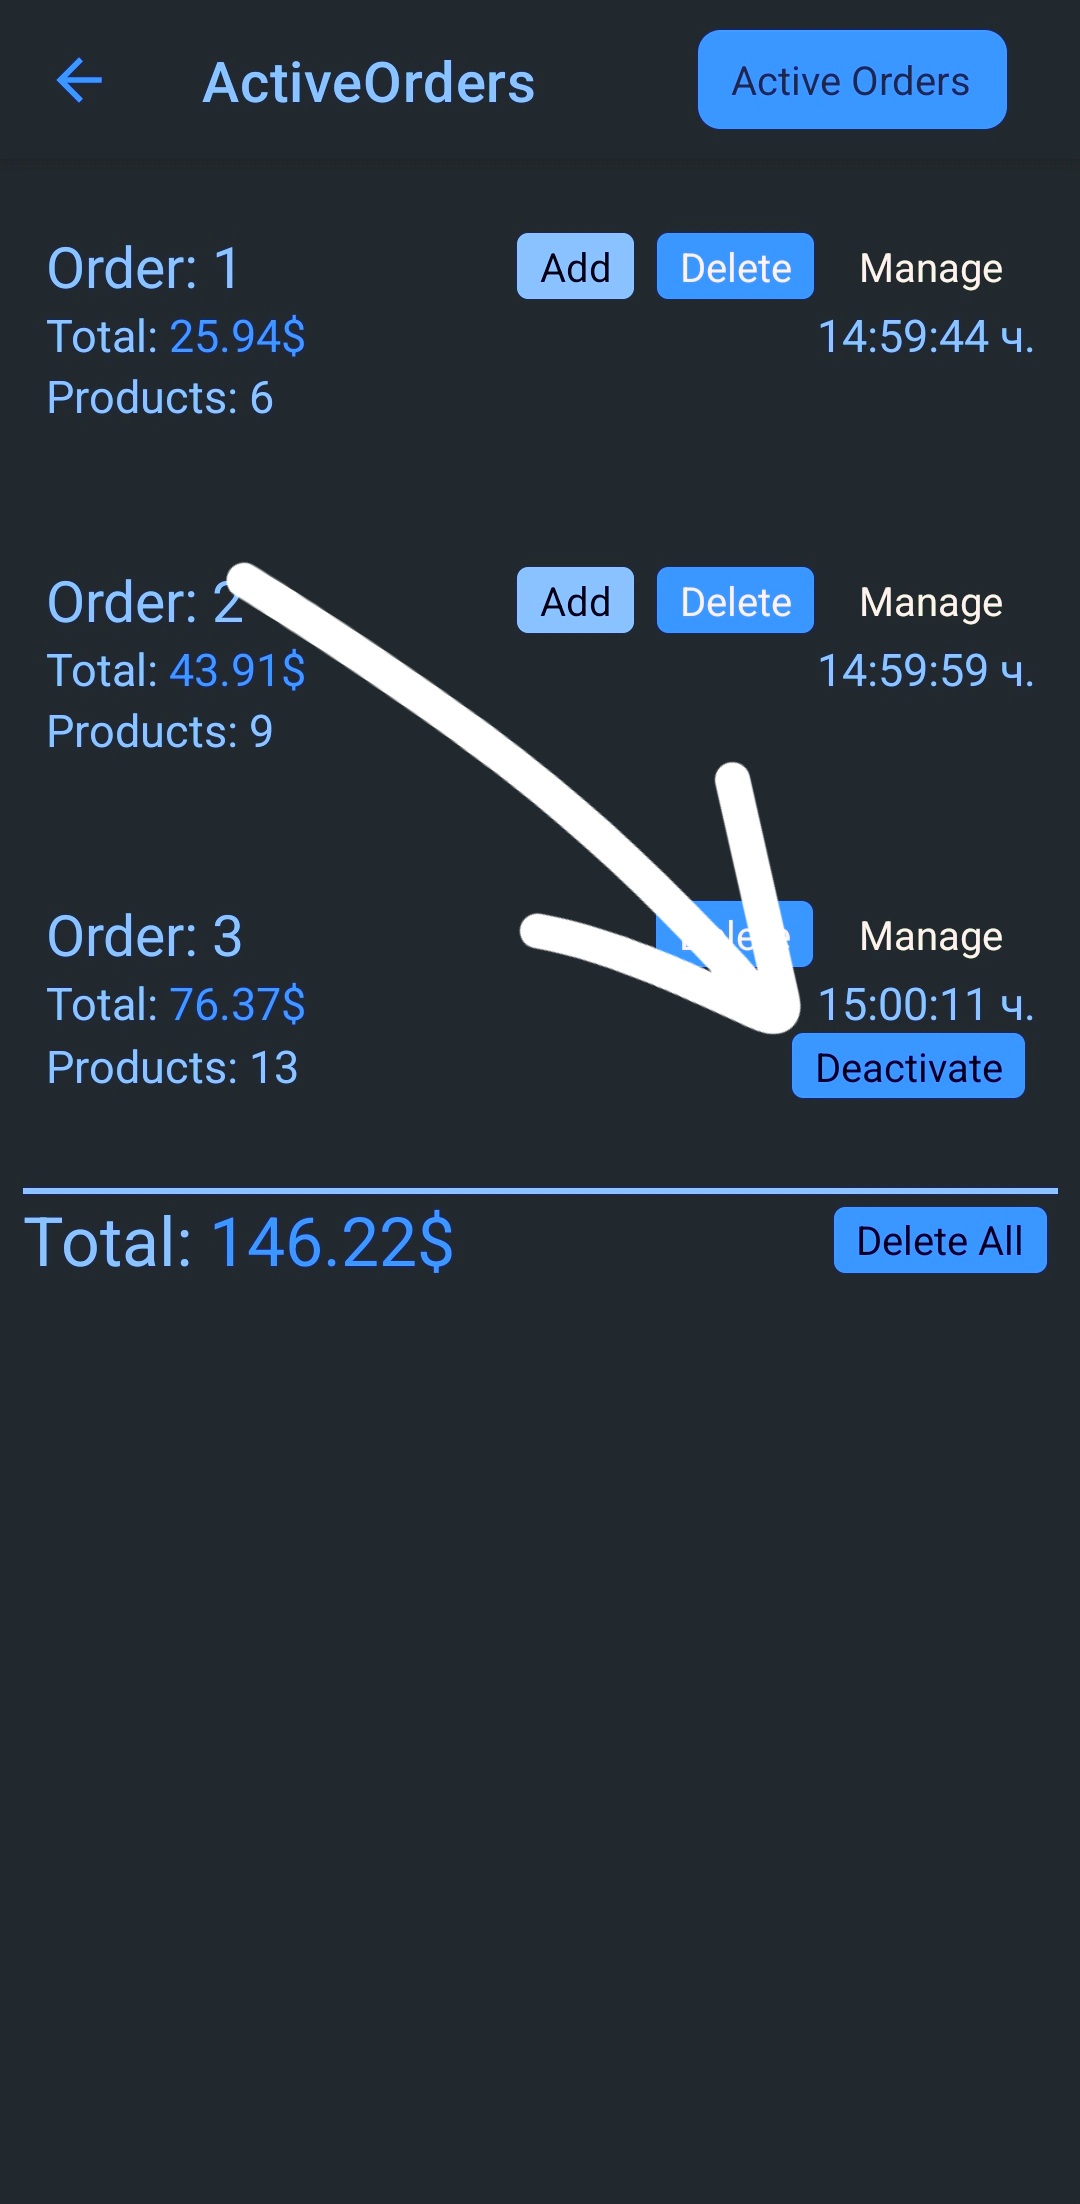 ActiveOrders Active Orders
Order: 1 Add Delete Manage
Total: 25.94$ 14:59:44 ч.
Products: 6
Order: 2 Add Delete Manage
Total: 43.91$ 14:59:59 ч.
Products: 9
Order: 3 Delete Manage
Total: 76.37$ 15:00:11 ч.
Products: 13 Deactivate
Total: 146.22$ Delete All